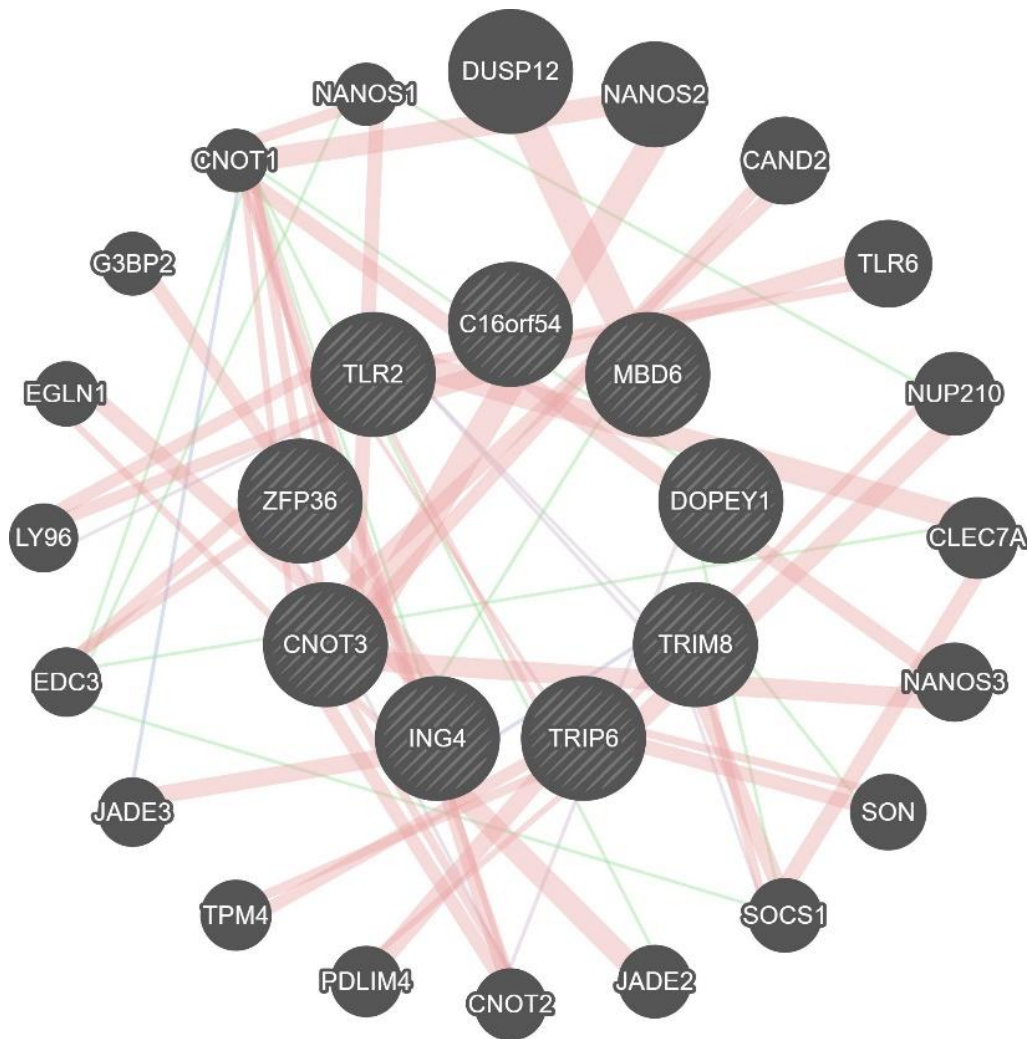 DUSP12
NANOS1
NANOS2
CNOT1
CAND2
G3BP2
TLR6
C16orf54
TLR2
MBD6
EGLN1
NUP210
ZFP36
DOPEY1
LY96
CLEC7A
CNOT3
TRIM8
EDC3
NANOS3
ING4
TRIP6
JADE3
SON
TPM4
SOCS1
PDLIM4
JADE2
CNOT2